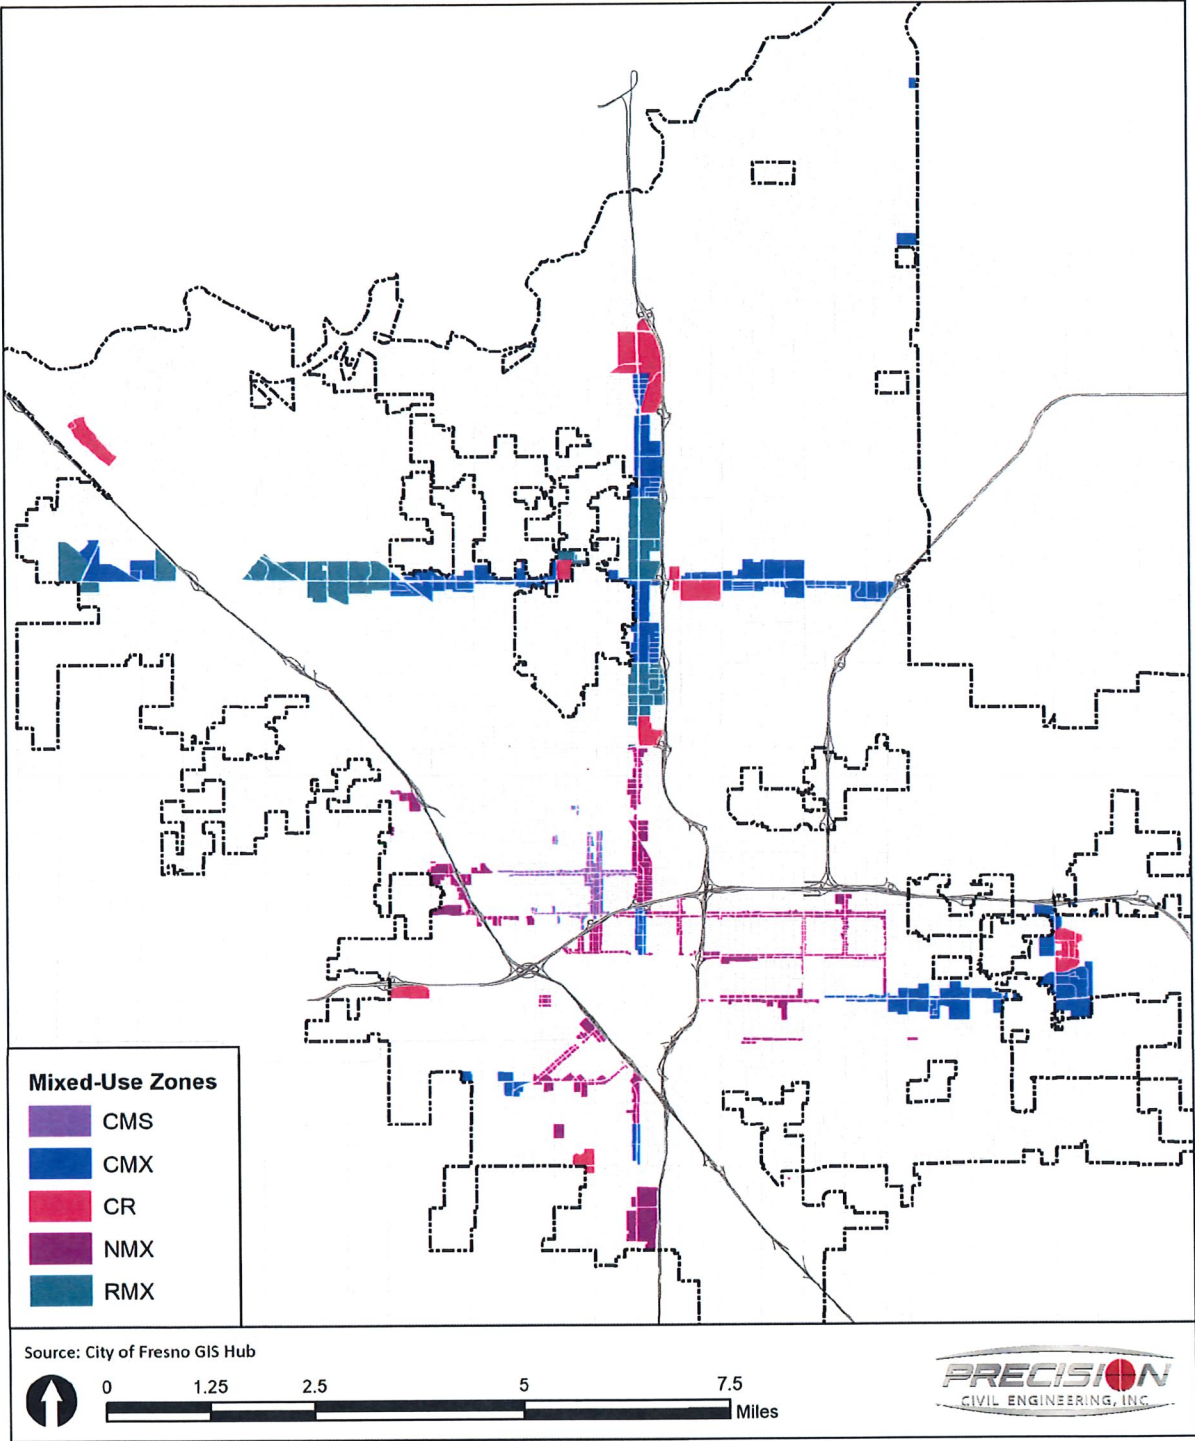 Mixed-Use Zones
CMS
CMX
CR
NMX
RMX
Source: City of Fresno GIS Hub
0 1.25 2.5 5 7.5
Miles
PRECISION
CIVIL ENGINEERING, INC.